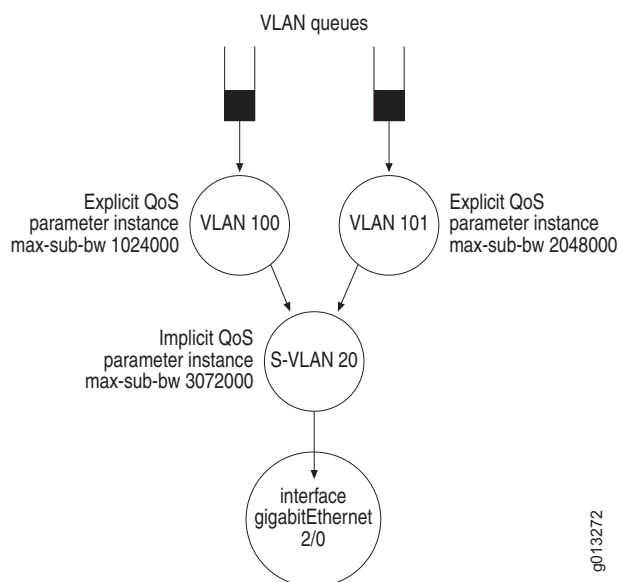 VLAN queues
Explicit QoS
parameter instance
max-sub-bw 1024000
VLAN 100
VLAN 101
Explicit QoS
parameter instance
max-sub-bw 2048000
Implicit QoS
parameter instance
max-sub-bw 3072000
S-VLAN 20
interface
gigabitEthernet
2/0
g013272